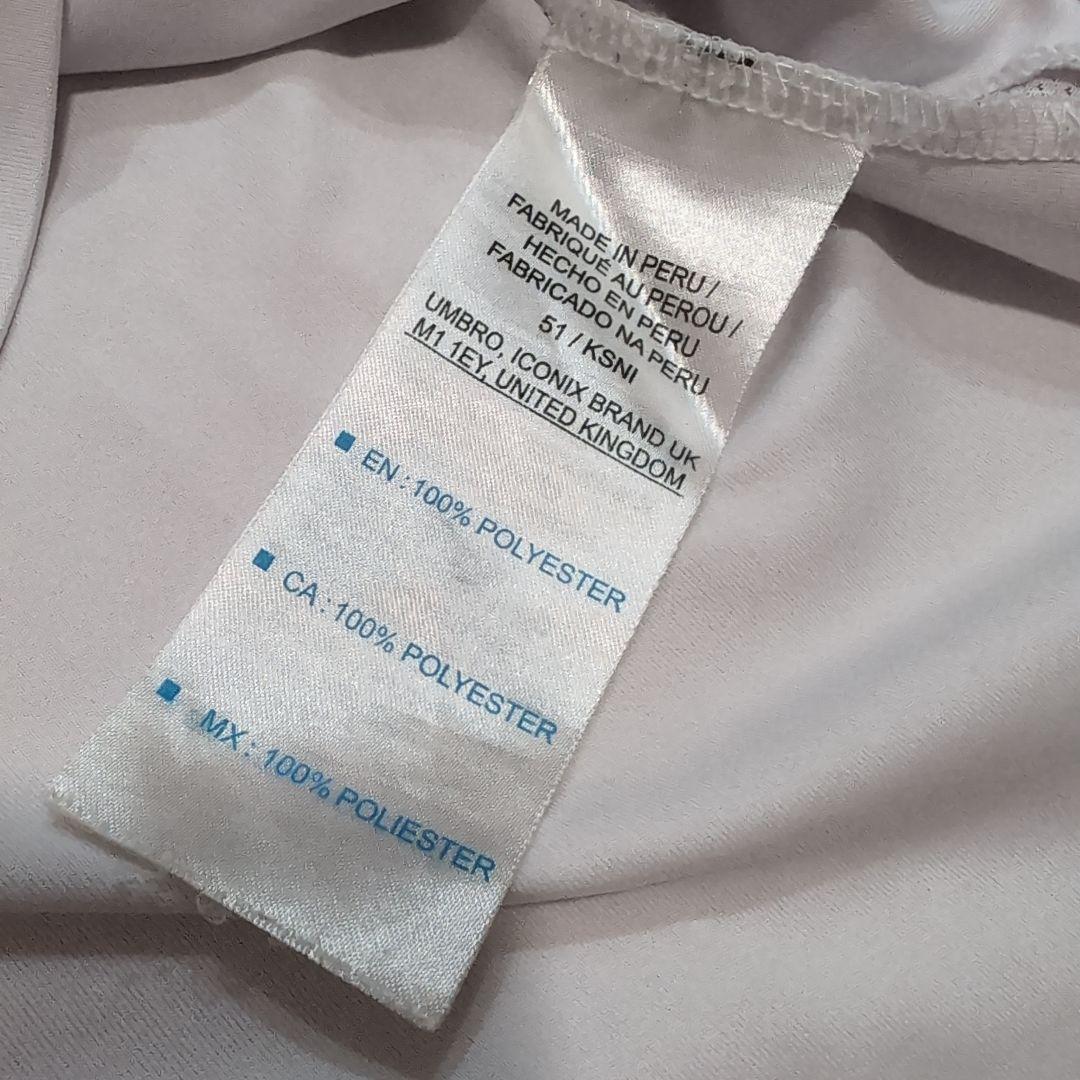 MADE IN PERU /
FABRIQUÉ AU PEROU /
HECHO EN PERU
FABRICADO NA PERU
51 / KSNI
UMBRO, ICONIX BRAND UK
M1 1EY, UNITED KINGDOM
EN : 100% POLYESTER
CA : 100% POLYESTER
MX : 100% POLIESTER